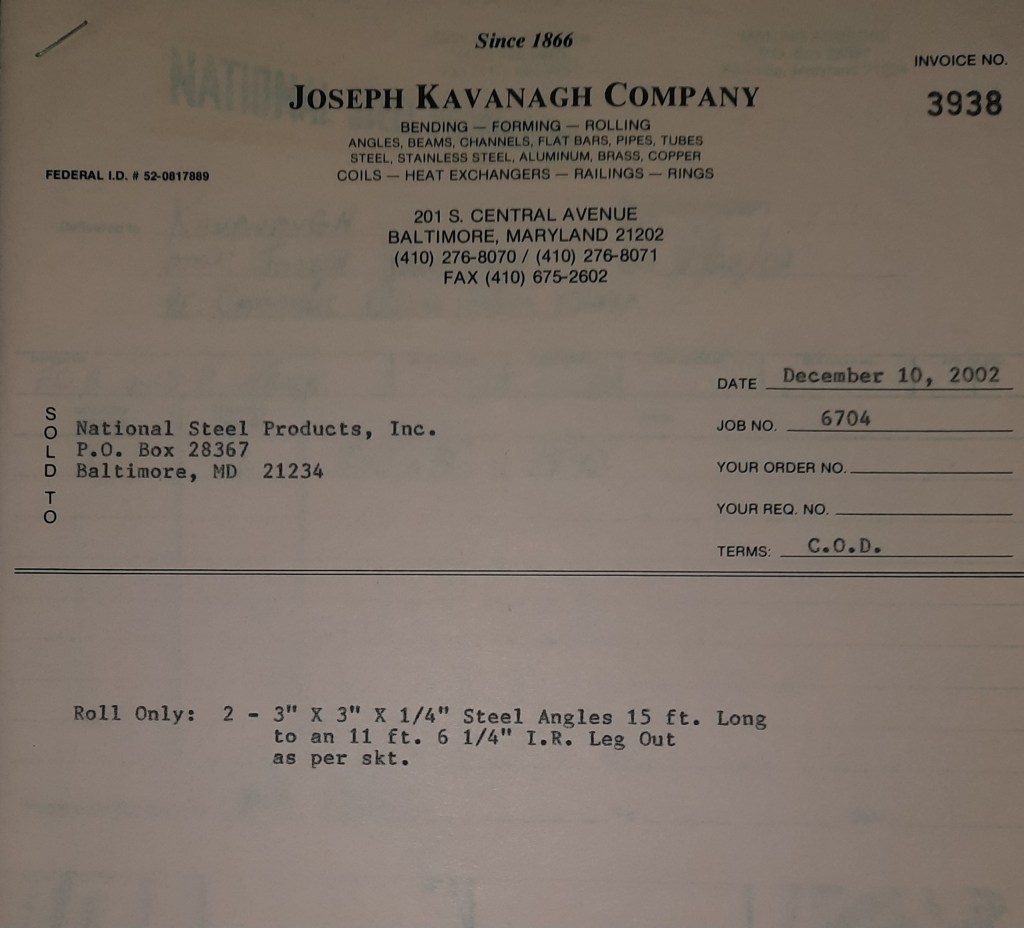 Since 1866
INVOICE NO.
JOSEPH KAVANAGH COMPANY
3938
BENDING — FORMING — ROLLING
ANGLES, BEAMS, CHANNELS, FLAT BARS, PIPES, TUBES
STEEL, STAINLESS STEEL, ALUMINUM, BRASS, COPPER
FEDERAL I.D. # 52-0817889
COILS — HEAT EXCHANGERS — RAILINGS — RINGS
201 S. CENTRAL AVENUE
BALTIMORE, MARYLAND 21202
(410) 276-8070 / (410) 276-8071
FAX (410) 675-2602
DATE December 10, 2002
JOB NO. 6704
YOUR ORDER NO.
YOUR REQ. NO.
TERMS: C.O.D.
SOLD TO
National Steel Products, Inc.
P.O. Box 28367
Baltimore, MD 21234
Roll Only: 2 - 3" X 3" X 1/4" Steel Angles 15 ft. Long
to an 11 ft. 6 1/4" I.R. Leg Out
as per skt.